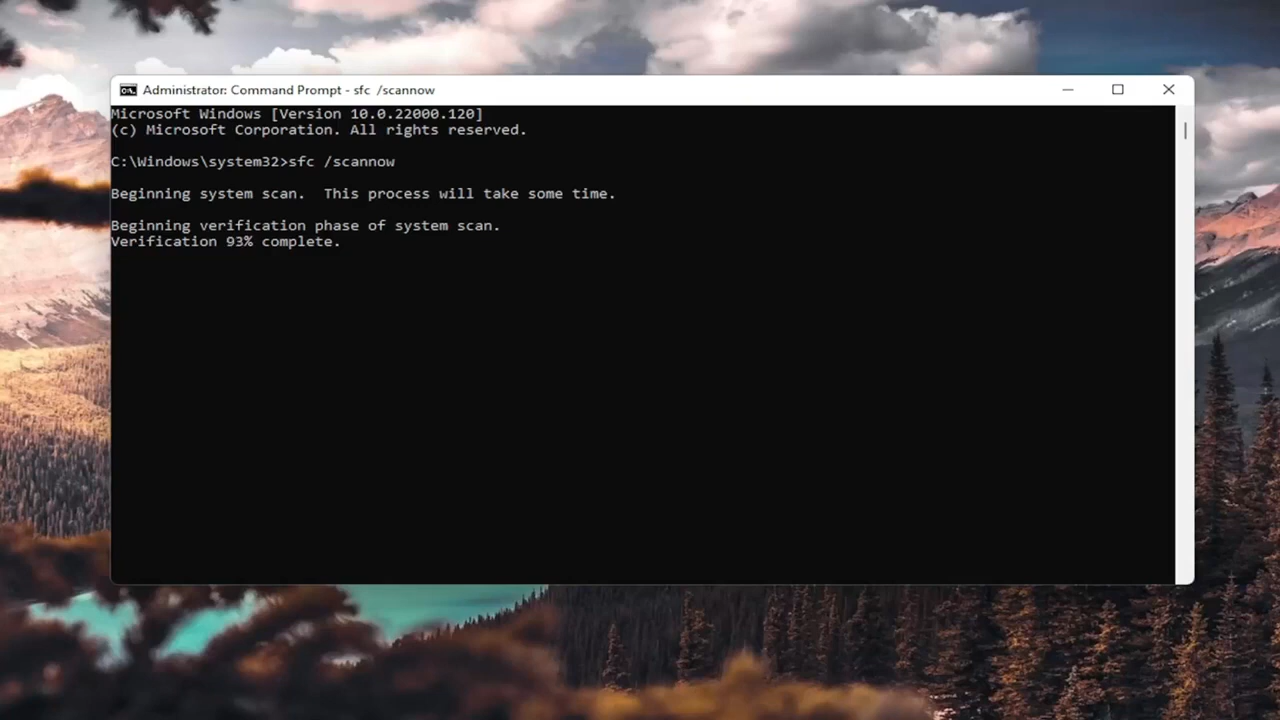 Administrator: Command Prompt - sfc  /scannow
Microsoft Windows [Version 10.0.22000.120]
(c) Microsoft Corporation. All rights reserved.
C:\Windows\system32>sfc /scannow
Beginning system scan.  This process will take some time.
Beginning verification phase of system scan.
Verification 93% complete.